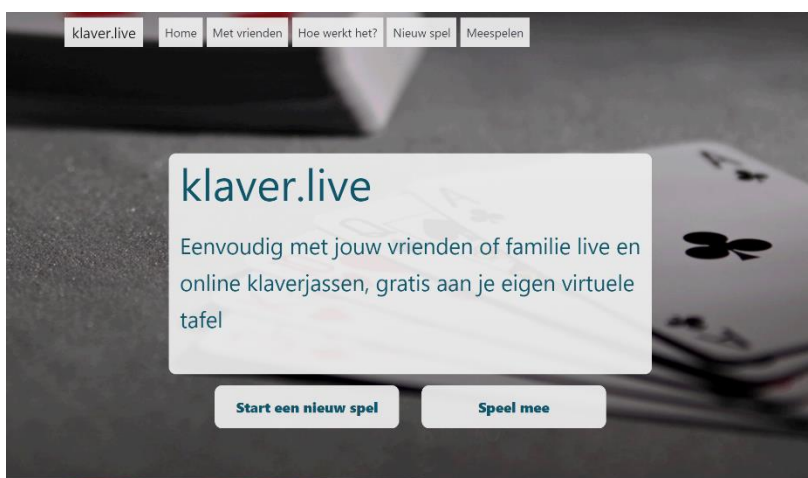 klaver.live Home Met vrienden Hoe werkt het? Nieuw spel Meespelen
klaver.live
Eenvoudig met jouw vrienden of familie live en
online klaverjassen, gratis aan je eigen virtuele
tafel
Start een nieuw spel Speel mee
A
A